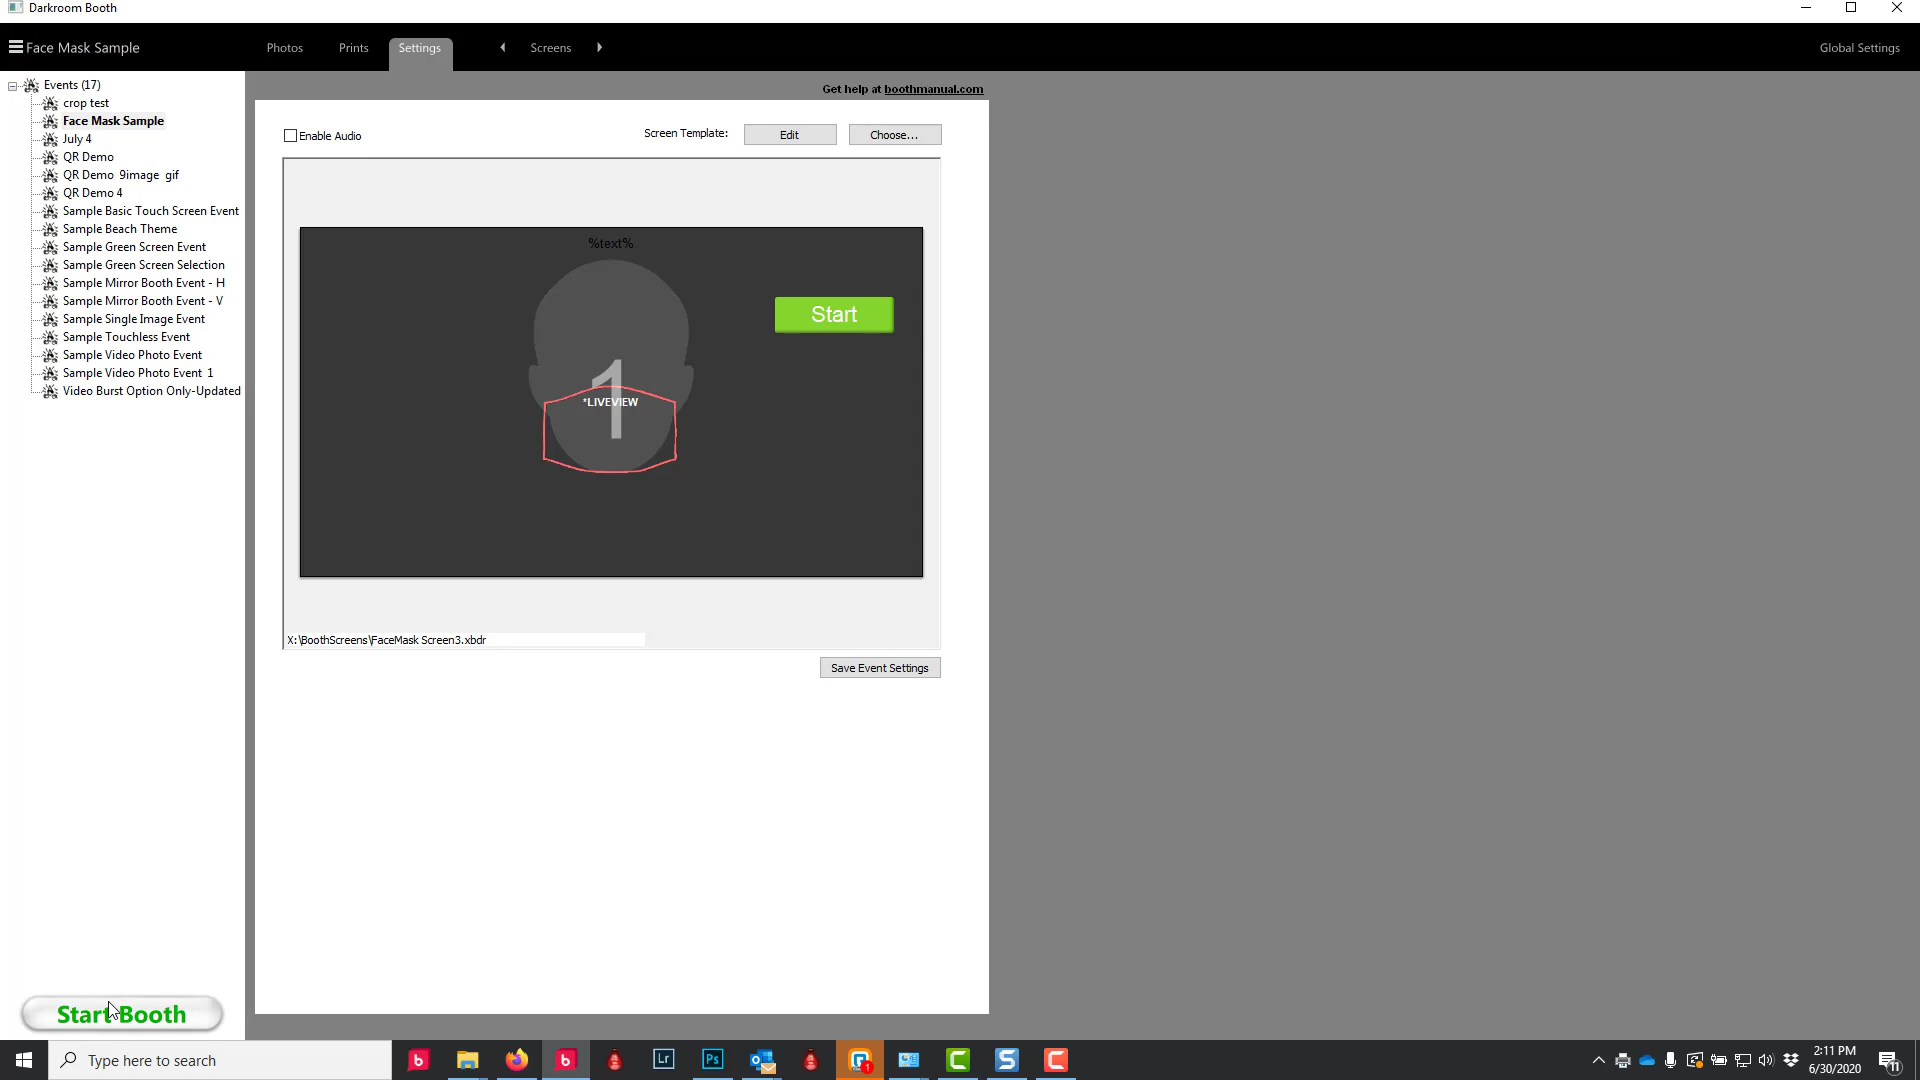 Darkroom Booth
Face Mask Sample
Photos
Prints
Settings
Screens
Global Settings
Events (17)
crop test
Face Mask Sample
July 4
QR Demo
QR Demo 9image gif
QR Demo 4
Sample Basic Touch Screen Event
Sample Beach Theme
Sample Green Screen Event
Sample Green Screen Selection
Sample Mirror Booth Event - H
Sample Mirror Booth Event - V
Sample Single Image Event
Sample Touchless Event
Sample Video Photo Event
Sample Video Photo Event 1
Video Burst Option Only-Updated
Get help at boothmanual.com
Enable Audio
Screen Template:
Edit
Choose...
%text%
Start
1
*LIVEVIEW
X:\BoothScreens\FaceMask Screen3.xbdr
Save Event Settings
Start Booth
Type here to search
b
b
Lr
Ps
1
C
S
C
2:11 PM
6/30/2020
11